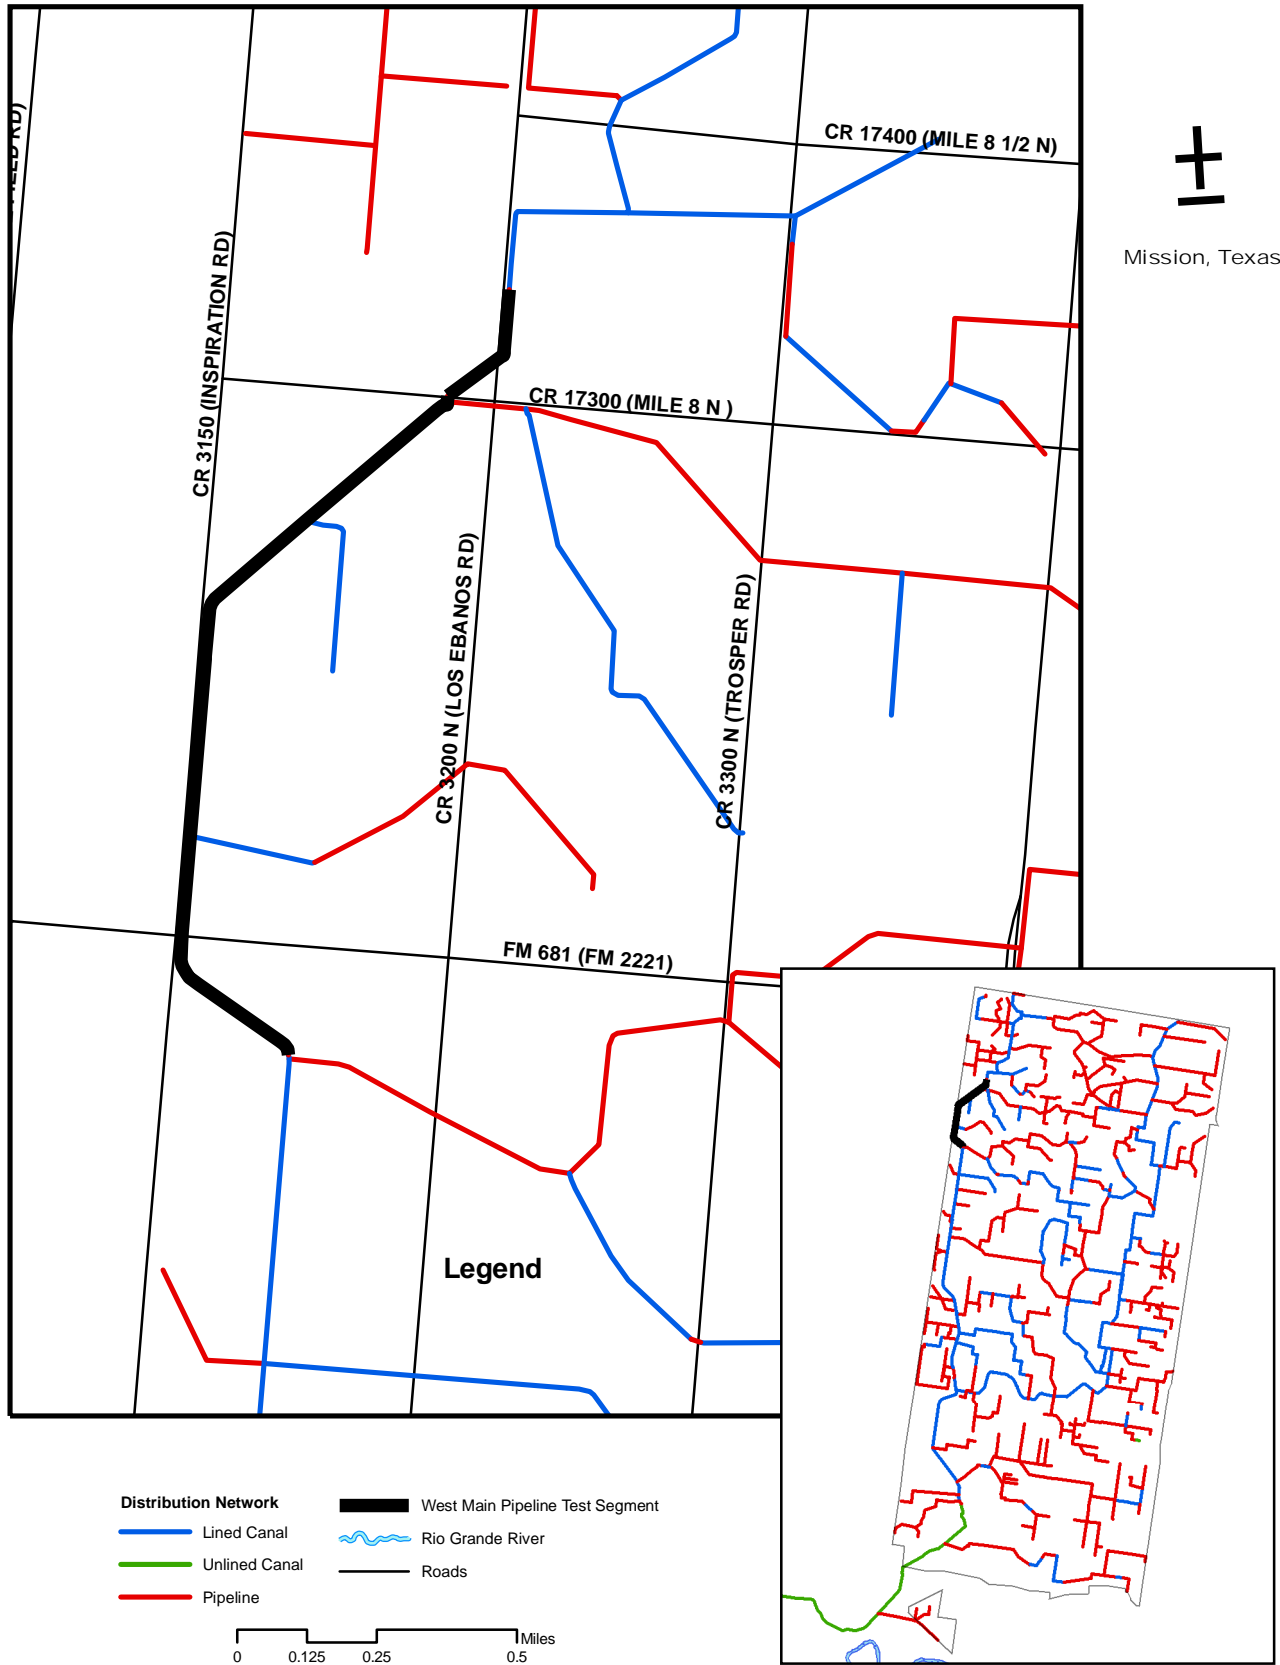 CR 17400 (MILE 8 1/2 N)
Mission, Texas
CR 3150 (INSPIRATION RD)
CR 17300 (MILE 8 N )
CR 3200 N (LOS EBANOS RD)
CR 3300 N (TROSPER RD)
FM 681 (FM 2221)
Legend
Distribution Network
Lined Canal
Unlined Canal
Pipeline
West Main Pipeline Test Segment
Rio Grande River
Roads
Miles
0 0.125 0.25 0.5